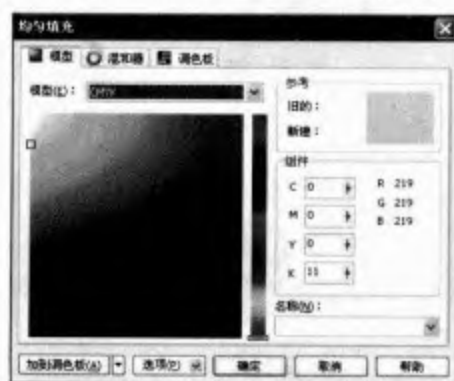 均匀填充
模型 混和器 调色板
模型(E): CMYK
参考
旧的:
新建:
组件
C 0 R 219
M 0 G 219
Y 0 B 219
K 15
名称(N):
加到调色板(A) 选项(P) 确定 取消 帮助